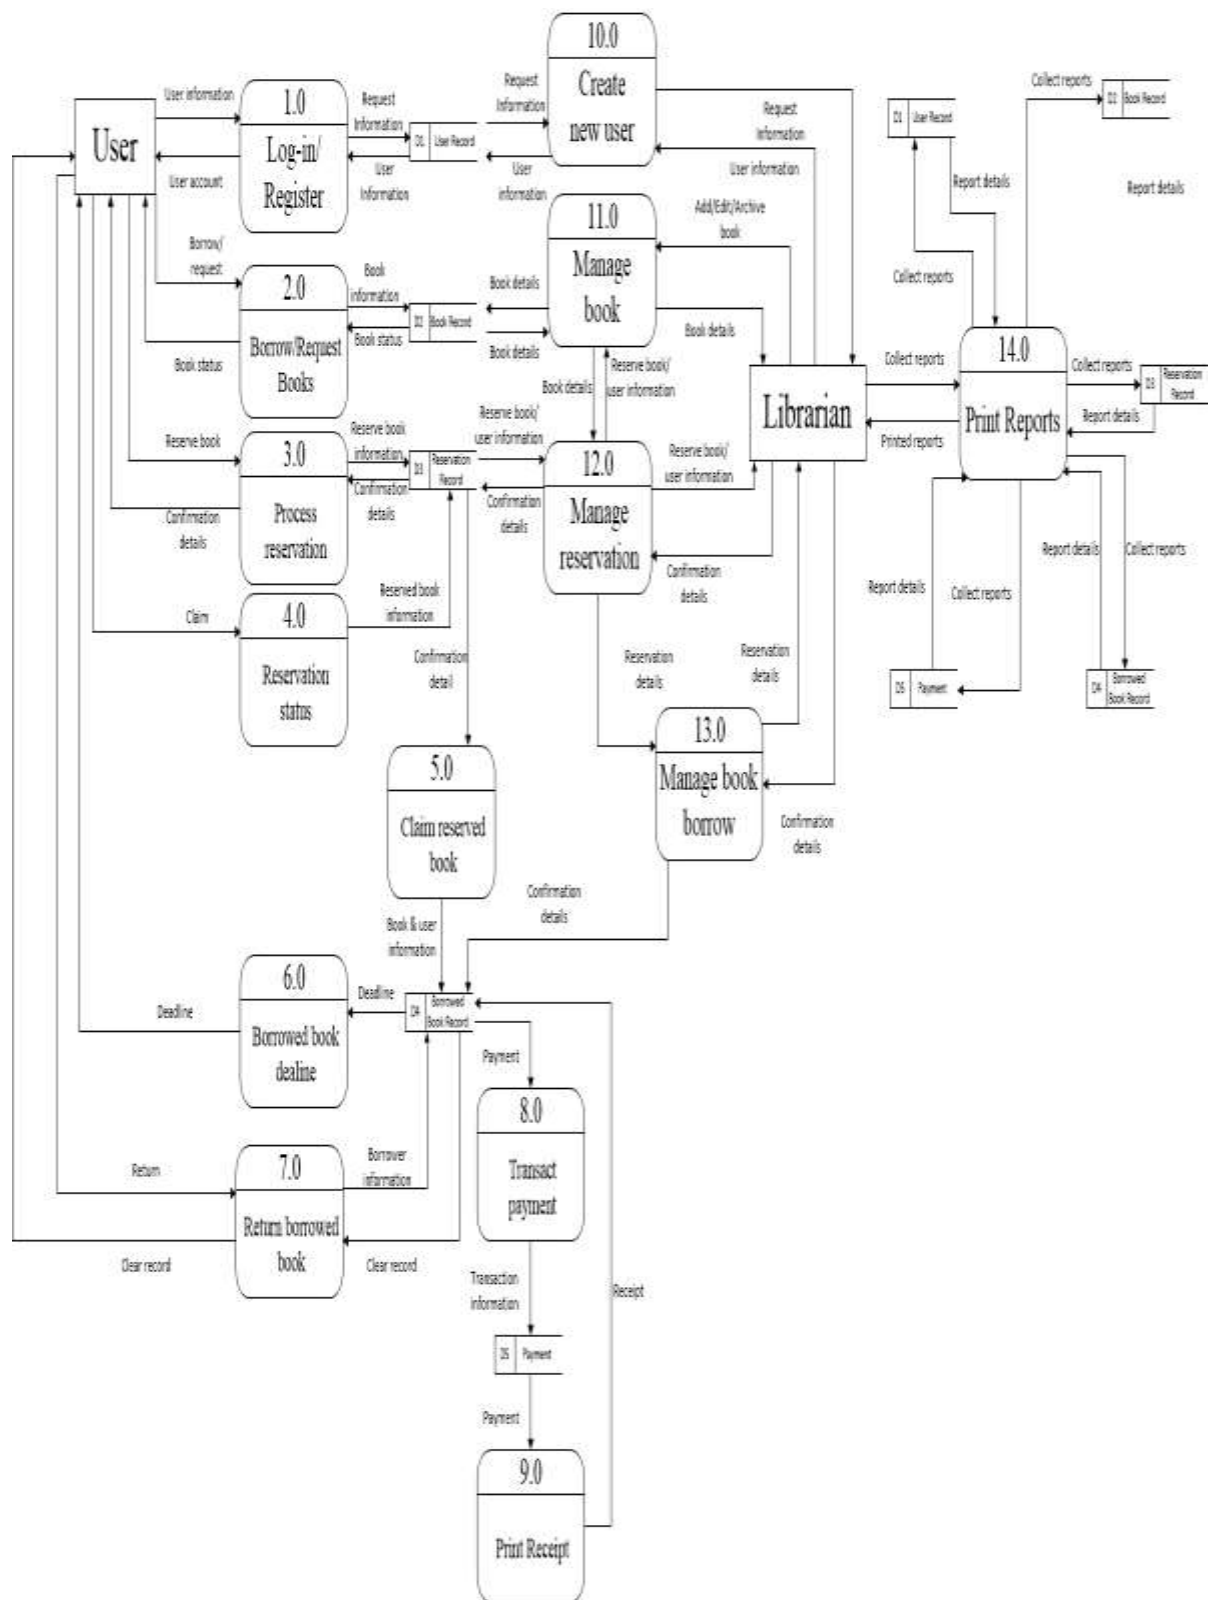 10.0
Create
new user
Request
Information
User
information
Request
Information
User information
User information
User
User account
1.0
Log-in/
Register
Request
Information
User
Information
D1
User Record
Borrow/
request
Book status
2.0
Borrow/Request
Books
Book
information
Book status
D2
Book Record
Book details
Book details
11.0
Manage
book
Add/Edit/Archive
book
Book details
Book details
Reserve book/
user information
Librarian
Reserve book
Confirmation
details
3.0
Process
reservation
Reserve book
information
Confirmation
details
D3
Reservation
Record
Reserve book/
user information
Confirmation
details
12.0
Manage
reservation
Reserve book/
user information
Confirmation
details
Claim
4.0
Reservation
status
Reserved book
information
Confirmation
detail
Reservation
details
Reservation
details
13.0
Manage book
borrow
Confirmation
details
Confirmation
details
5.0
Claim reserved
book
Book & user
information
Deadline
6.0
Borrowed book
dealine
Deadline
D4
Borrowed
Book Record
Payment
8.0
Transact
payment
Return
Clear record
7.0
Return borrowed
book
Borrower
information
Clear record
Transaction
information
Receipt
D5
Payment
Payment
9.0
Print Receipt
D1
User Record
Collect reports
D2
Book Record
Report details
Report details
Collect reports
14.0
Print Reports
Collect reports
Printed reports
Collect reports
D3
Reservation
Record
Report details
Report details
Collect reports
Report details
Collect reports
D5
Payment
D4
Borrowed
Book Record